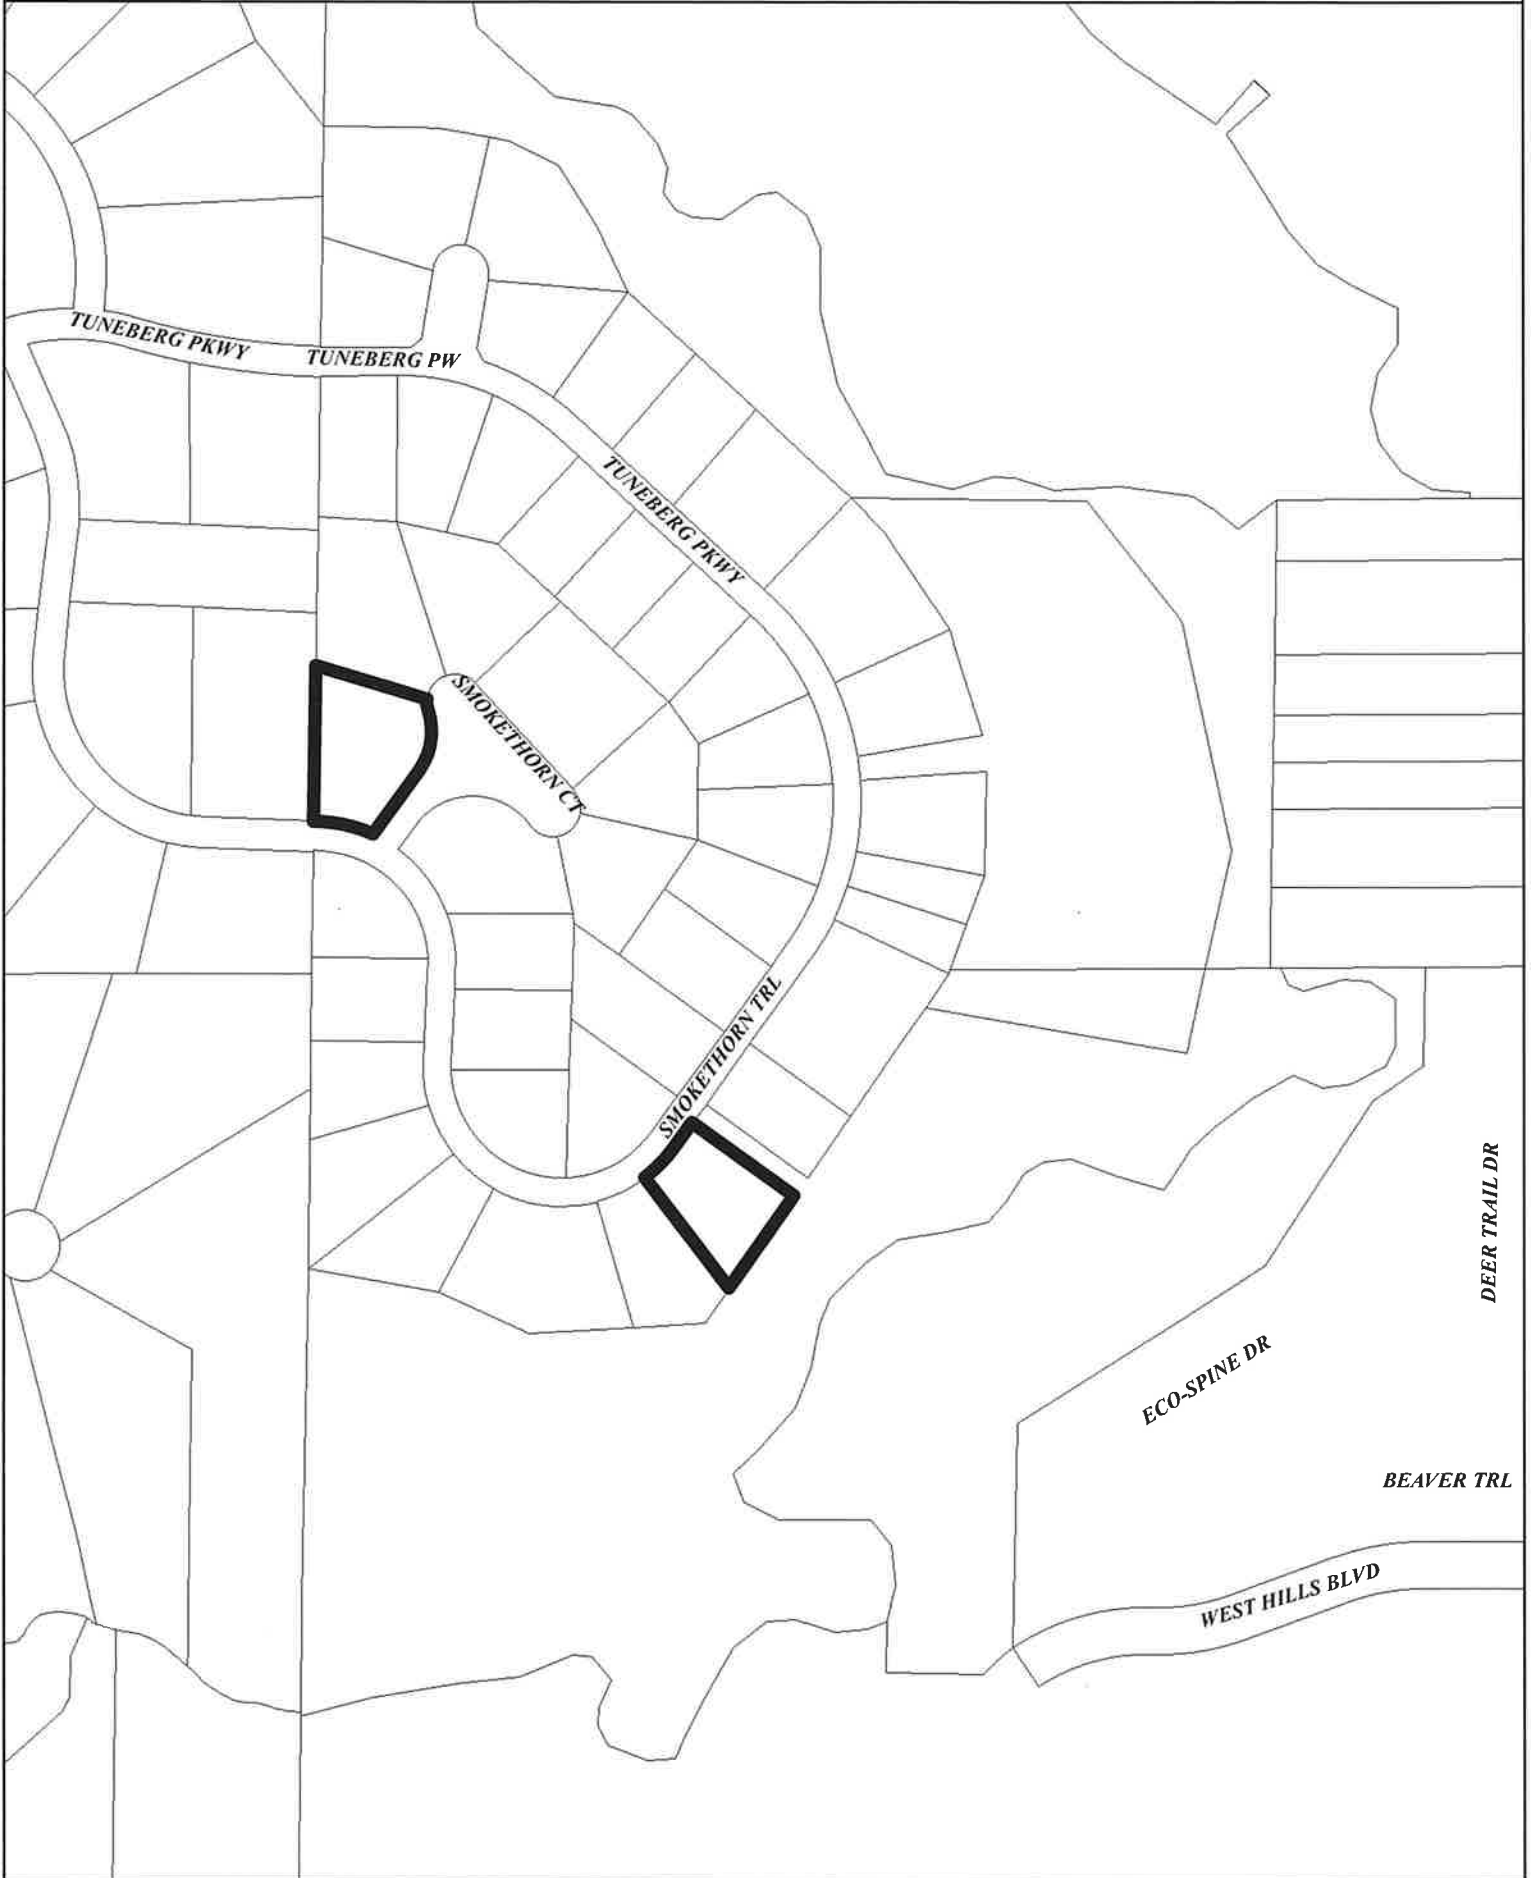 TUNEBERG PKWY
TUNEBERG PW
TUNEBERG PKWY
SMOKETHORN CT
SMOKETHORN TRL
DEER TRAIL DR
ECO-SPINE DR
BEAVER TRL
WEST HILLS BLVD